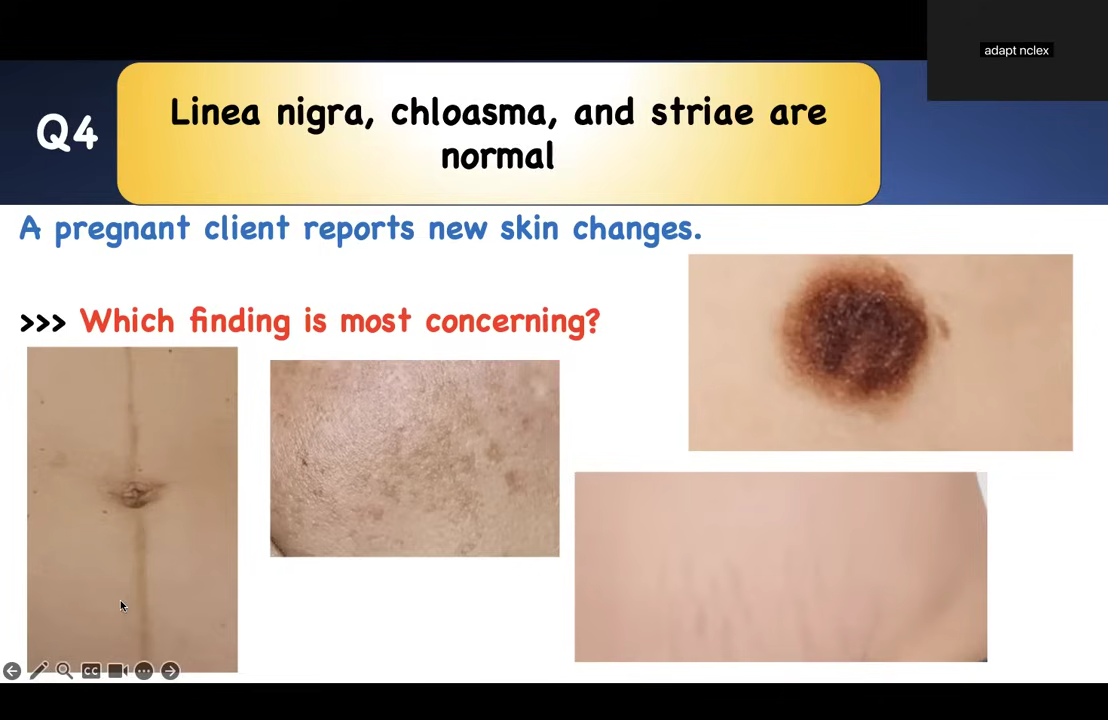 adapt nclex
Q4
Linea nigra, chloasma, and striae are
normal
A pregnant client reports new skin changes.
>>> Which finding is most concerning?
CC